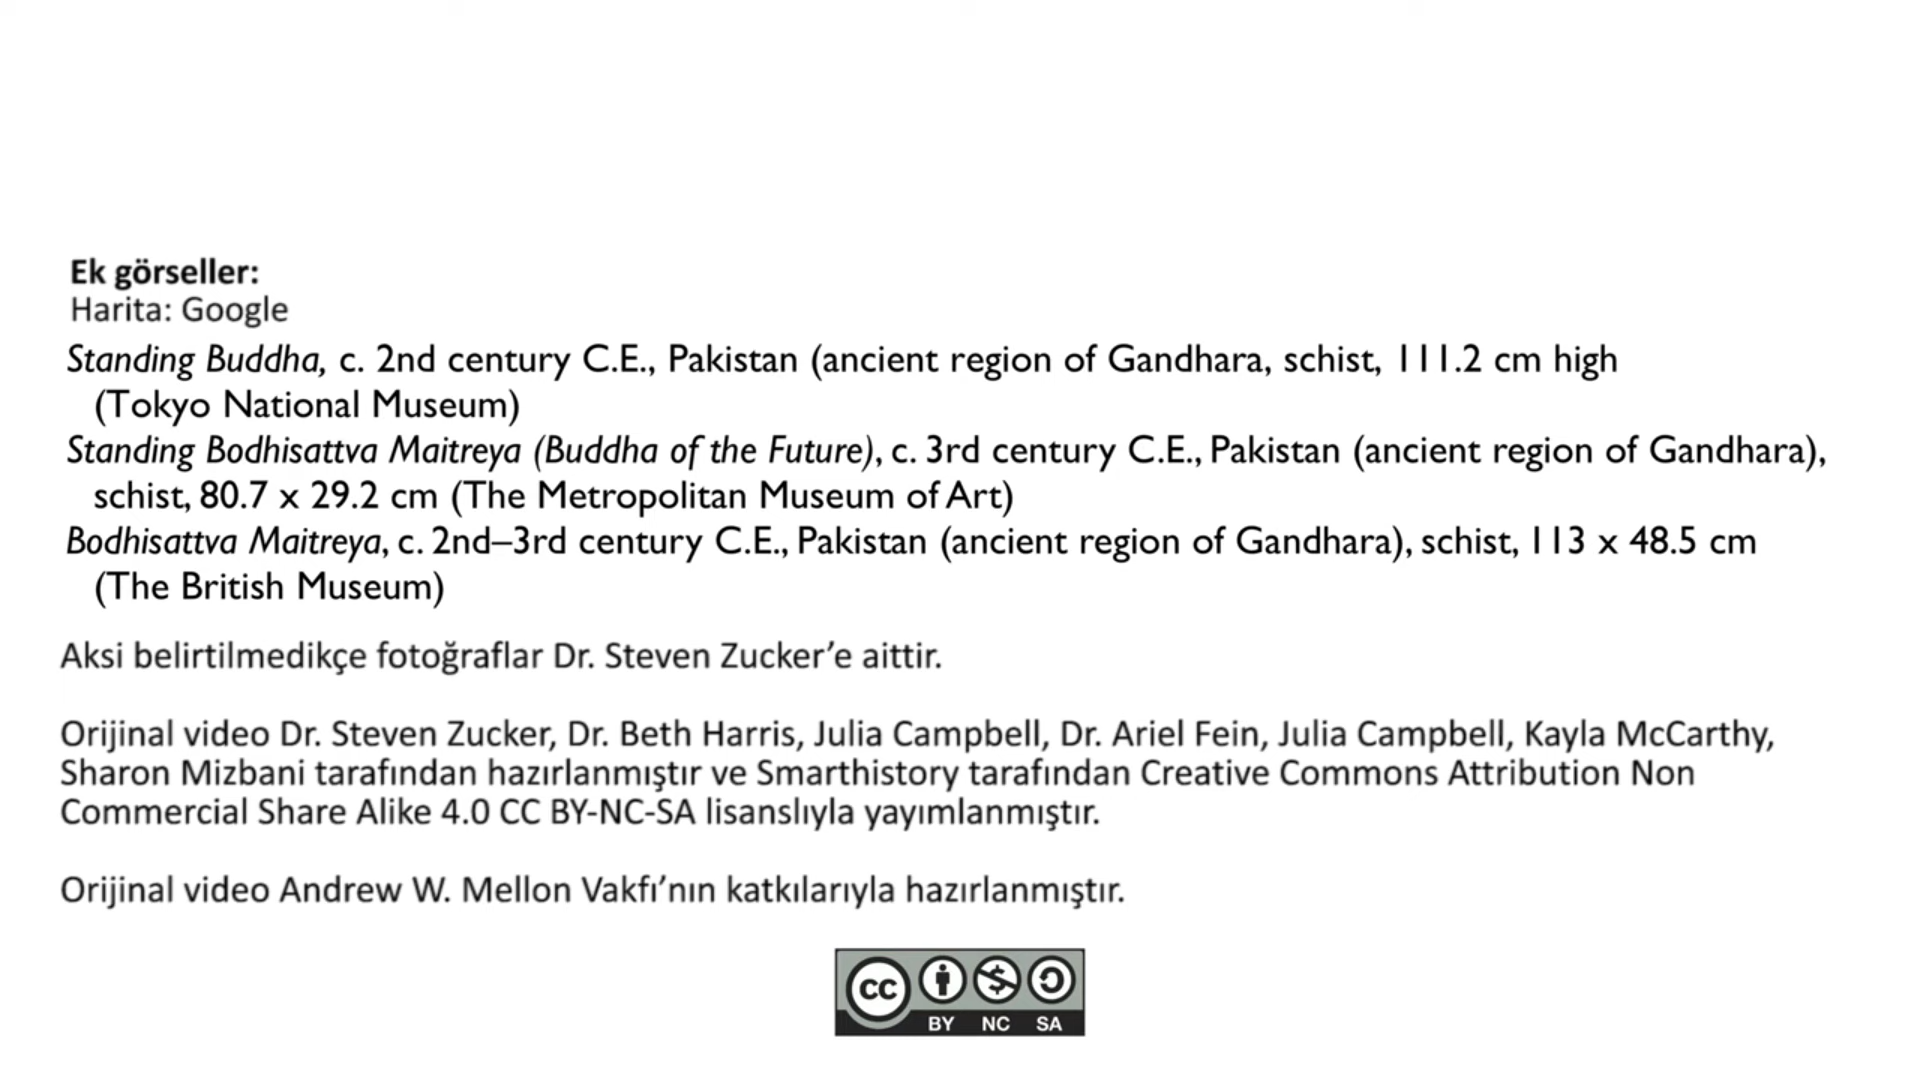 Ek görseller:
Harita: Google
Standing Buddha, c. 2nd century C.E., Pakistan (ancient region of Gandhara, schist, 111.2 cm high
(Tokyo National Museum)
Standing Bodhisattva Maitreya (Buddha of the Future), c. 3rd century C.E., Pakistan (ancient region of Gandhara),
schist, 80.7 x 29.2 cm (The Metropolitan Museum of Art)
Bodhisattva Maitreya, c. 2nd–3rd century C.E., Pakistan (ancient region of Gandhara), schist, 113 x 48.5 cm
(The British Museum)
Aksi belirtilmedikçe fotoğraflar Dr. Steven Zucker’e aittir.
Orijinal video Dr. Steven Zucker, Dr. Beth Harris, Julia Campbell, Dr. Ariel Fein, Julia Campbell, Kayla McCarthy,
Sharon Mizbani tarafından hazırlanmıştır ve Smarthistory tarafından Creative Commons Attribution Non
Commercial Share Alike 4.0 CC BY-NC-SA lisanslıyla yayımlanmıştır.
Orijinal video Andrew W. Mellon Vakfı’nın katkılarıyla hazırlanmıştır.
cc
BY NC SA